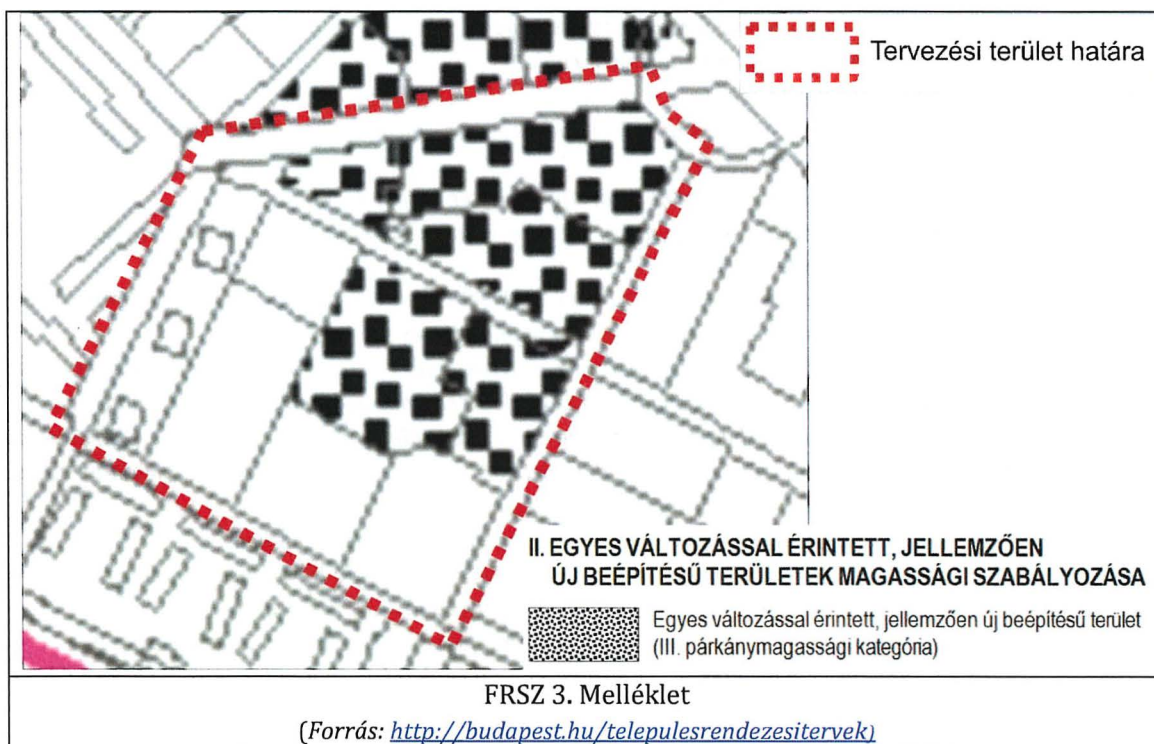 Tervezési terület határa
II. EGYES VÁLTOZÁSSAL ÉRINTETT, JELLEMZŐEN
ÚJ BEÉPÍTÉSŰ TERÜLETEK MAGASSÁGI SZABÁLYOZÁSA
Egyes változással érintett, jellemzően új beépítésű terület
(III. párkánymagassági kategória)
FRSZ 3. Melléklet
(Forrás: http://budapest.hu/telepulesrendezesitervek)